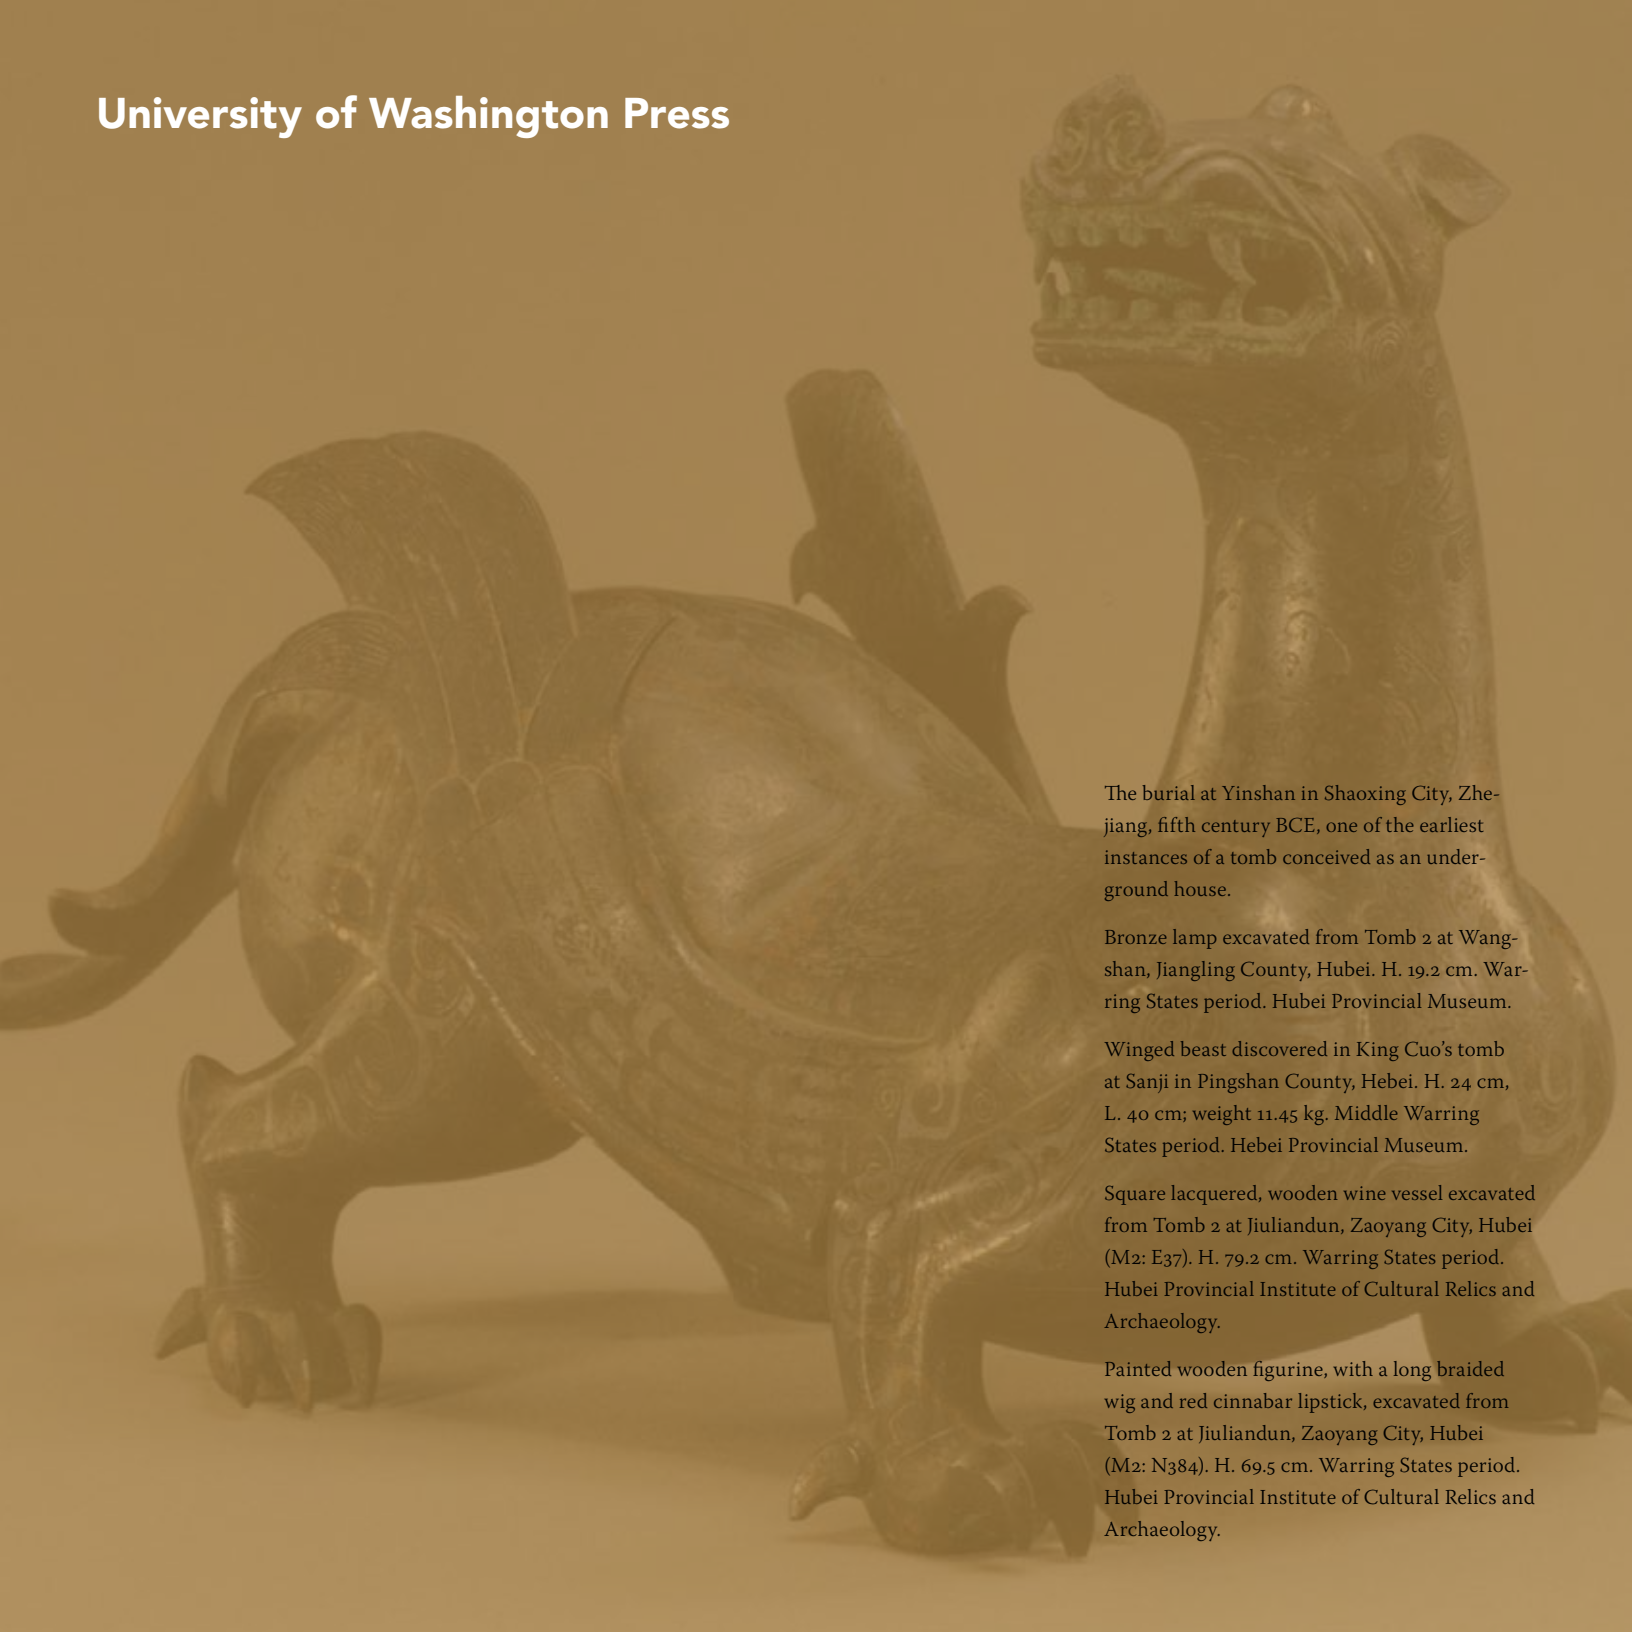 University of Washington Press
The burial at Yinshan in Shaoxing City, Zhe-
jiang, fifth century BCE, one of the earliest
instances of a tomb conceived as an under-
ground house.
Bronze lamp excavated from Tomb 2 at Wang-
shan, Jiangling County, Hubei. H. 19.2 cm. War-
ring States period. Hubei Provincial Museum.
Winged beast discovered in King Cuo’s tomb
at Sanji in Pingshan County, Hebei. H. 24 cm,
L. 40 cm; weight 11.45 kg. Middle Warring
States period. Hebei Provincial Museum.
Square lacquered, wooden wine vessel excavated
from Tomb 2 at Jiuliandun, Zaoyang City, Hubei
(M2: E37). H. 79.2 cm. Warring States period.
Hubei Provincial Institute of Cultural Relics and
Archaeology.
Painted wooden figurine, with a long braided
wig and red cinnabar lipstick, excavated from
Tomb 2 at Jiuliandun, Zaoyang City, Hubei
(M2: N384). H. 69.5 cm. Warring States period.
Hubei Provincial Institute of Cultural Relics and
Archaeology.